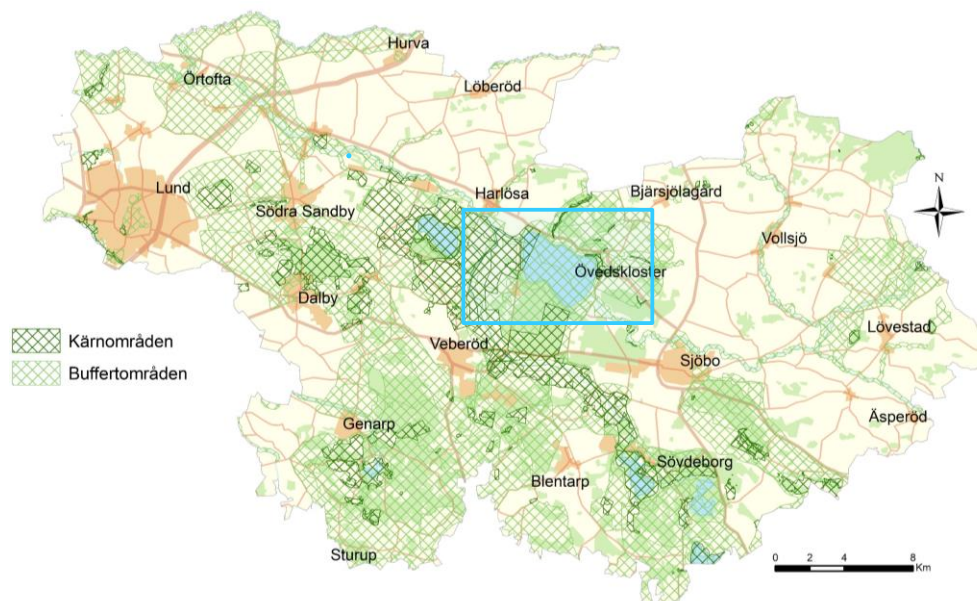 Hurva
Örtofta
Löberöd
Lund
Harlösa
Bjärsjölagård
N
Södra Sandby
Vollsjö
Övedskloster
Dalby
Kärnområden
Veberöd
Lövestad
Sjöbo
Buffertområden
Äsperöd
Genarp
Sövdeborg
Blentarp
Sturup
0 2 4 8
Km